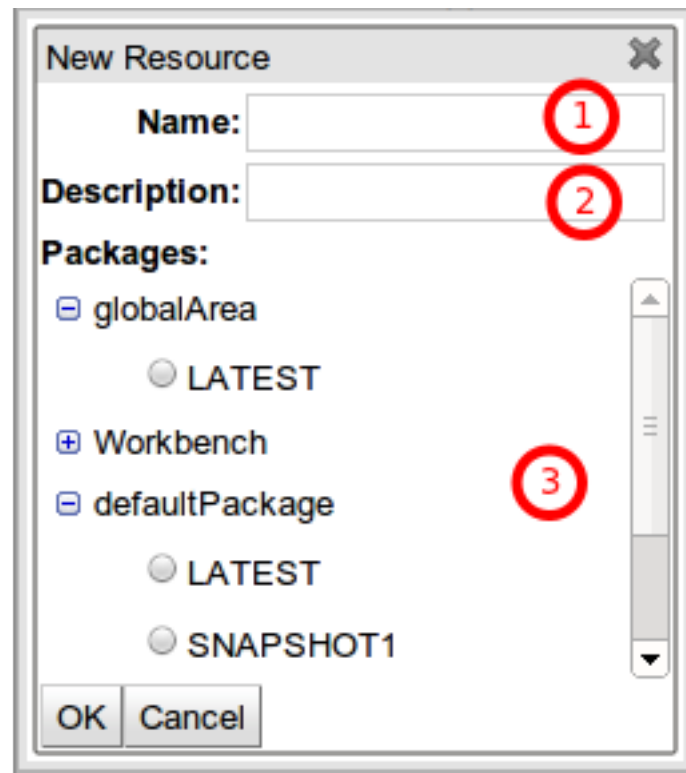 New Resource
Name: 1
Description: 2
Packages:
globalArea
LATEST
Workbench
3
defaultPackage
LATEST
SNAPSHOT1
OK Cancel